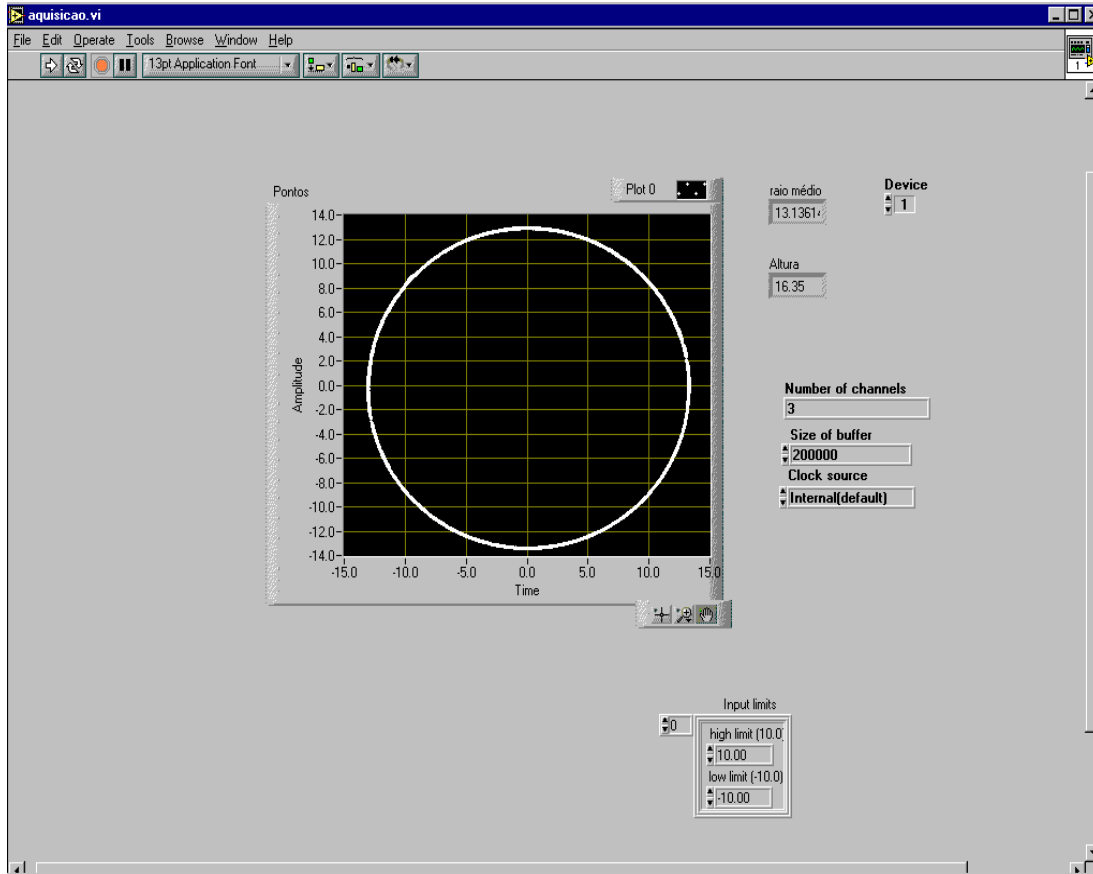 aquisicao.vi
File Edit Operate Tools Browse Window Help
13pt Application Font
1
Pontos
Plot 0
raio médio
13.13614
Device
1
Altura
16.35
14.0
12.0
10.0
8.0
6.0
4.0
2.0
0.0
-2.0
-4.0
-6.0
-8.0
-10.0
-12.0
-14.0
Amplitude
-15.0 -10.0 -5.0 0.0 5.0 10.0 15.0
Time
Number of channels
3
Size of buffer
200000
Clock source
Internal(default)
Input limits
0
high limit (10.0)
10.00
low limit (-10.0)
-10.00